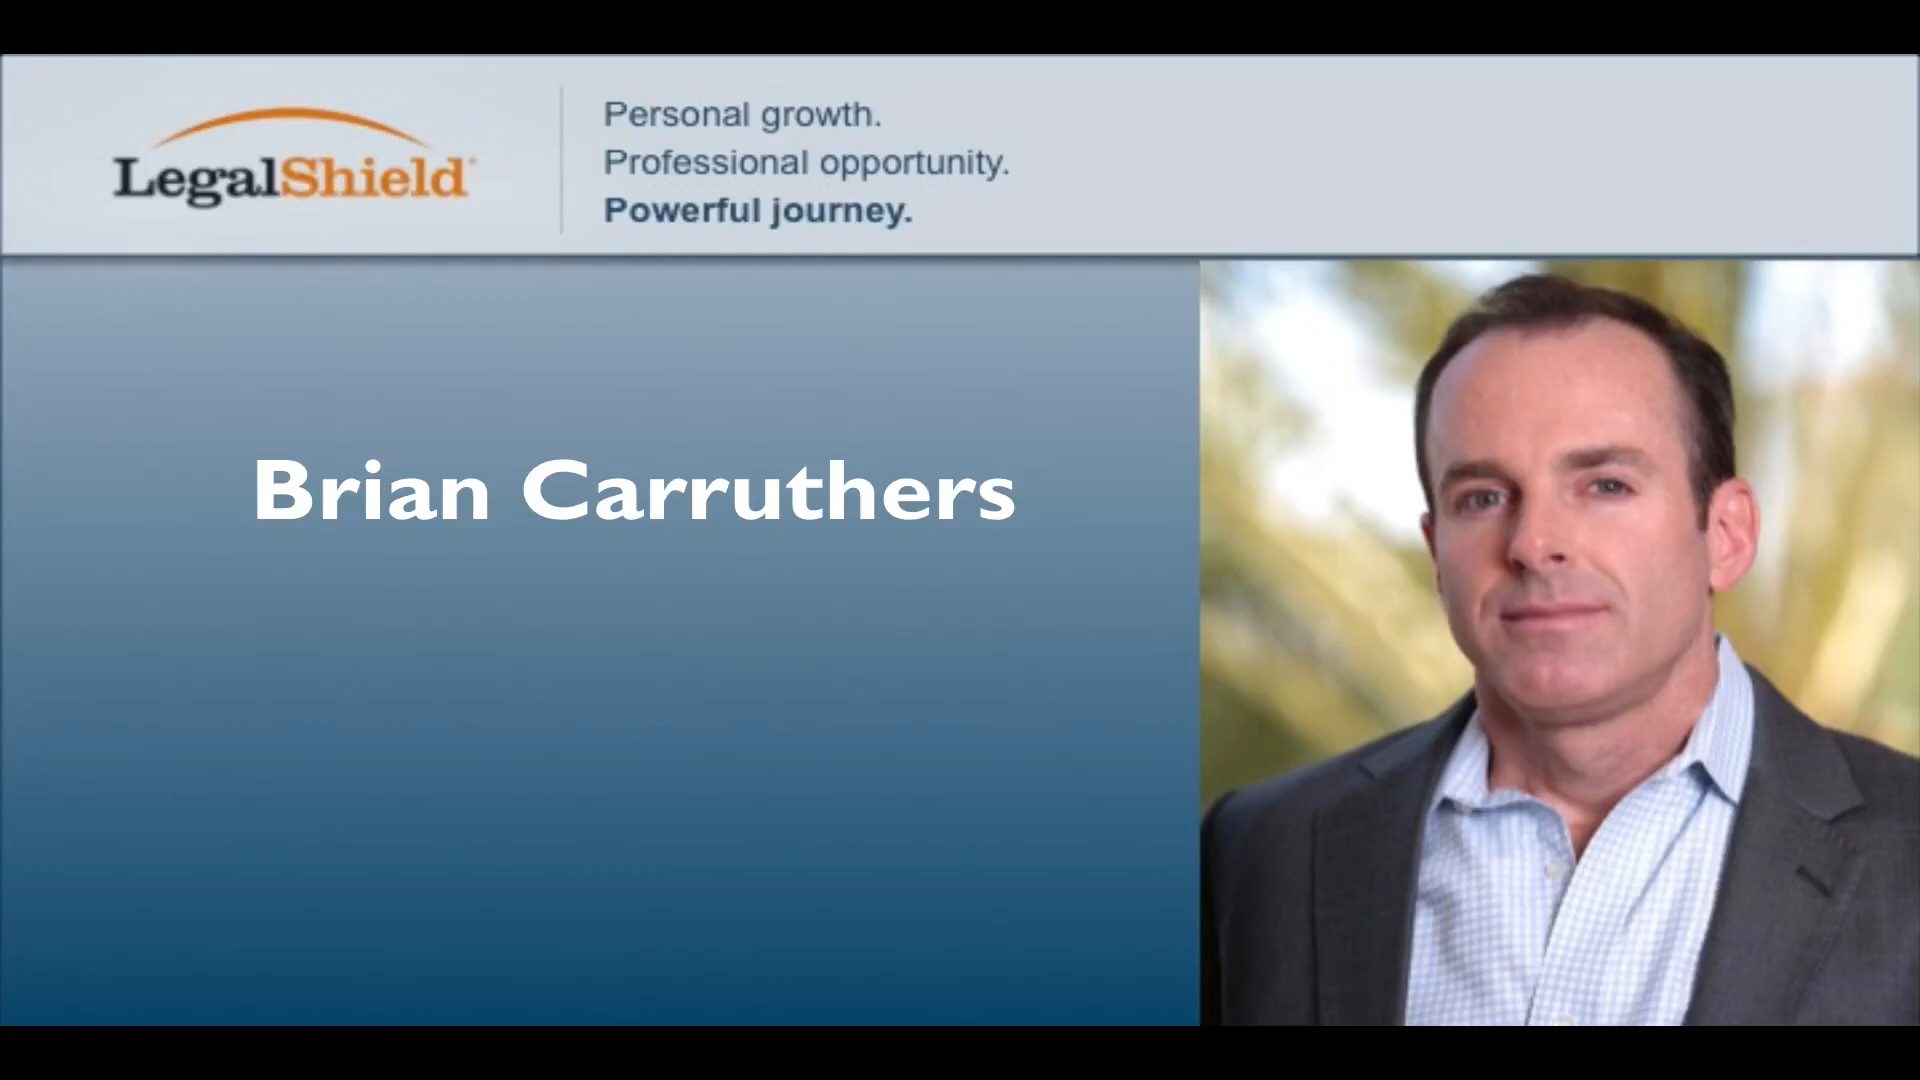 LegalShield
Personal growth.
Professional opportunity.
Powerful journey.
Brian Carruthers